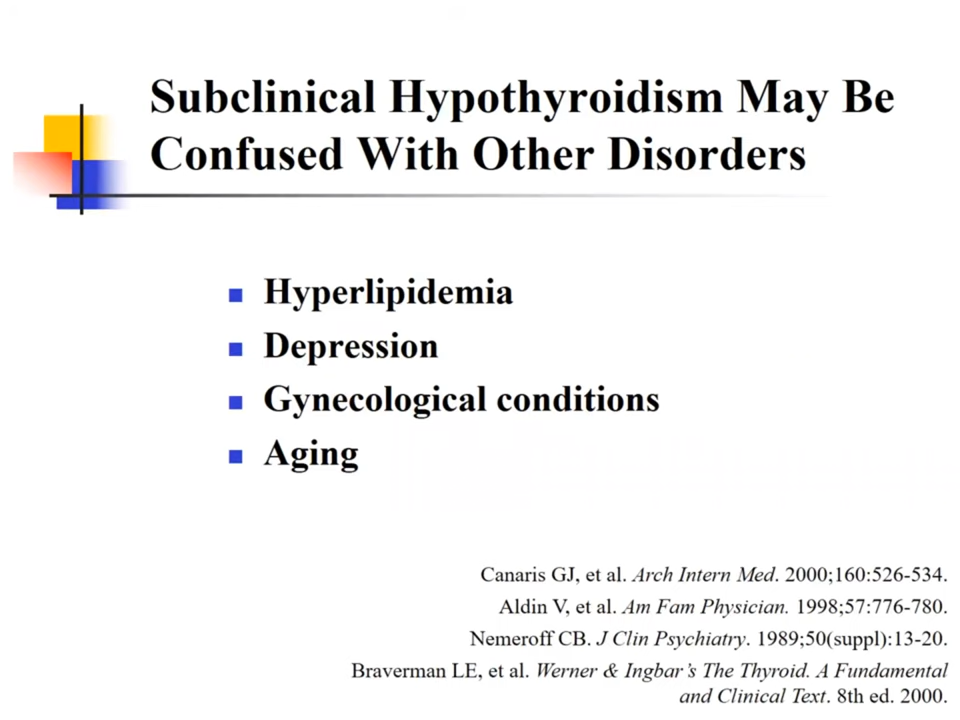 Subclinical Hypothyroidism May Be
Confused With Other Disorders
Hyperlipidemia
Depression
Gynecological conditions
Aging
Canaris GJ, et al. Arch Intern Med. 2000;160:526-534.
Aldin V, et al. Am Fam Physician. 1998;57:776-780.
Nemeroff CB. J Clin Psychiatry. 1989;50(suppl):13-20.
Braverman LE, et al. Werner & Ingbar's The Thyroid. A Fundamental
and Clinical Text. 8th ed. 2000.